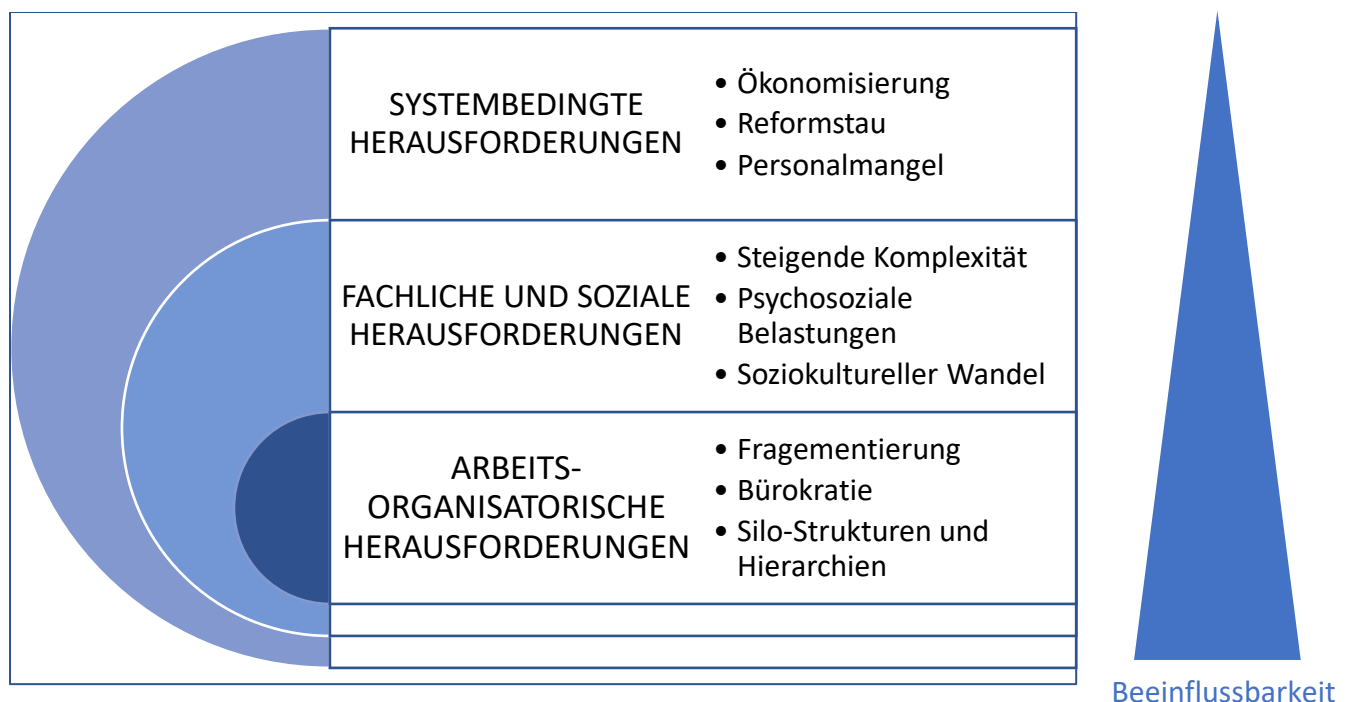 SYSTEMBEDINGTE
HERAUSFORDERUNGEN
• Ökonomisierung
• Reformstau
• Personalmangel
FACHLICHE UND SOZIALE
HERAUSFORDERUNGEN
• Steigende Komplexität
• Psychosoziale
Belastungen
• Soziokultureller Wandel
ARBEITS-
ORGANISATORISCHE
HERAUSFORDERUNGEN
• Fragementierung
• Bürokratie
• Silo-Strukturen und
Hierarchien
Beeinflussbarkeit